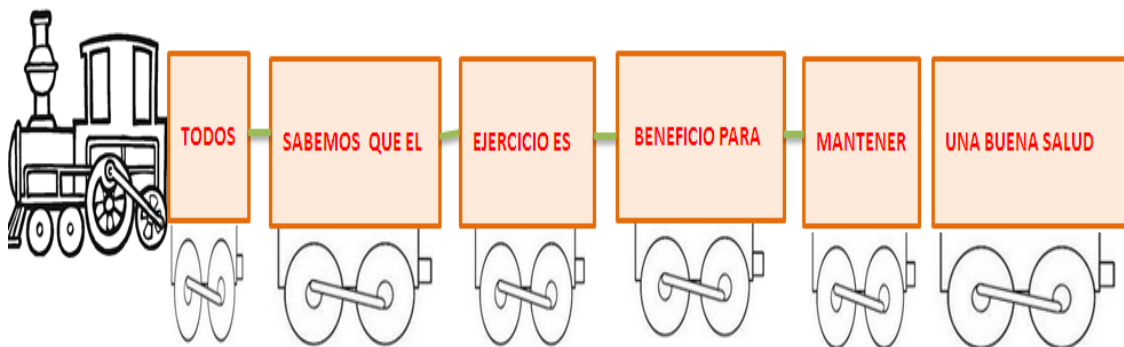 TODOS
SABEMOS QUE EL
EJERCICIO ES
BENEFICIO PARA
MANTENER
UNA BUENA SALUD